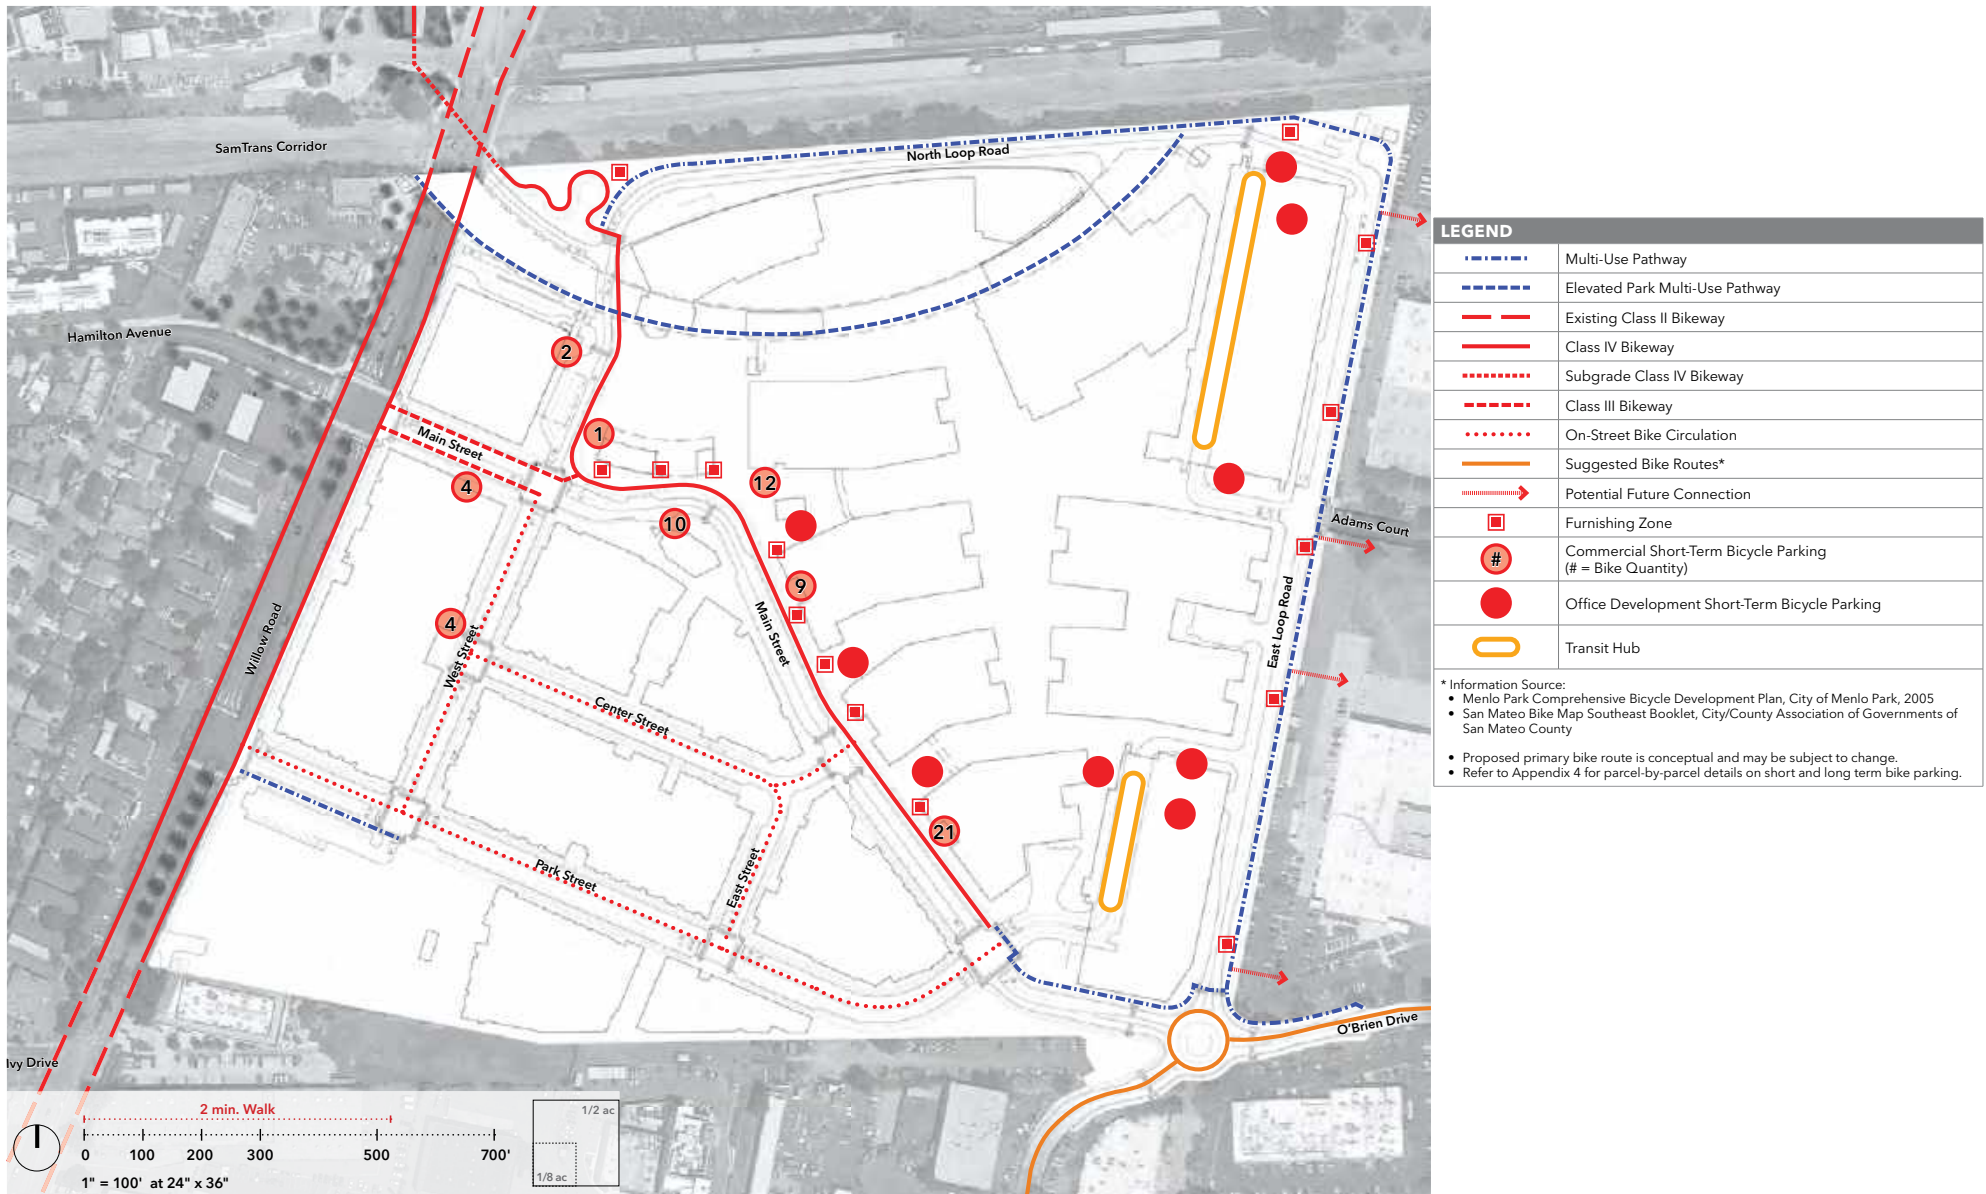 SamTrans Corridor
North Loop Road
Hamilton Avenue
2
1
Main Street
4
12
10
9
Adams Court
4
West Street
Willow Road
Main Street
East Loop Road
Center Street
21
Park Street
East Street
O'Brien Drive
Ivy Drive
2 min. Walk
0 100 200 300 500 700'
1" = 100' at 24" x 36"
1/2 ac
1/8 ac
LEGEND
Multi-Use Pathway
Elevated Park Multi-Use Pathway
Existing Class II Bikeway
Class IV Bikeway
Subgrade Class IV Bikeway
Class III Bikeway
On-Street Bike Circulation
Suggested Bike Routes*
Potential Future Connection
Furnishing Zone
# Commercial Short-Term Bicycle Parking
(# = Bike Quantity)
Office Development Short-Term Bicycle Parking
Transit Hub
* Information Source:
• Menlo Park Comprehensive Bicycle Development Plan, City of Menlo Park, 2005
• San Mateo Bike Map Southeast Booklet, City/County Association of Governments of
San Mateo County
• Proposed primary bike route is conceptual and may be subject to change.
• Refer to Appendix 4 for parcel-by-parcel details on short and long term bike parking.